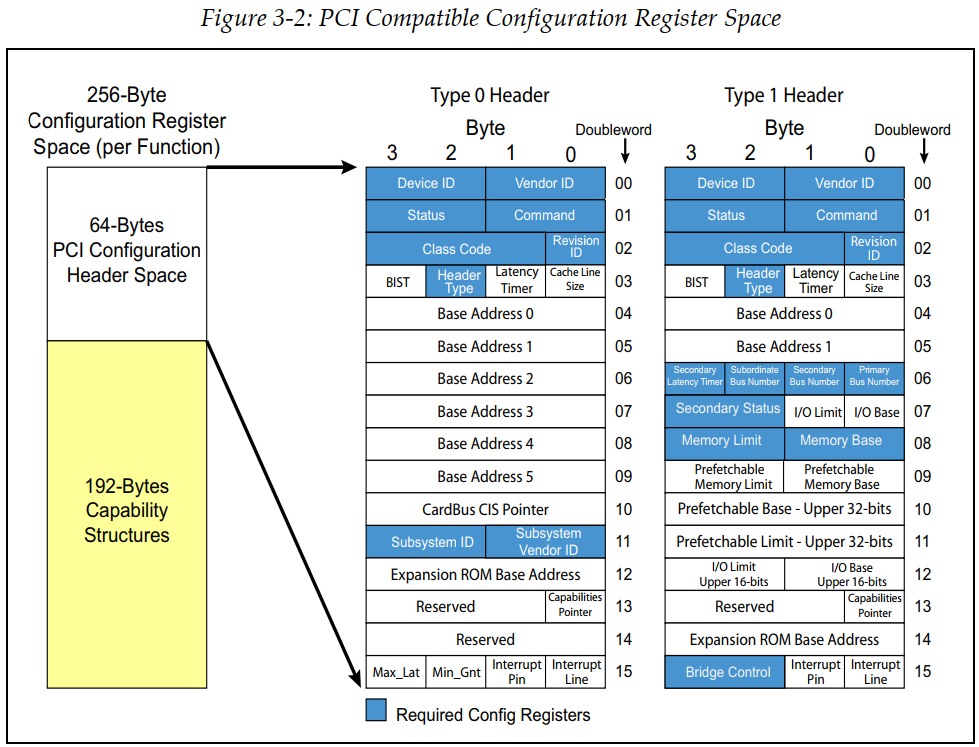 Figure 3-2: PCI Compatible Configuration Register Space
256-Byte
Configuration Register
Space (per Function)
64-Bytes
PCI Configuration
Header Space
192-Bytes
Capability
Structures
Type 0 Header
Byte
Doubleword
3 2 1 0
Device ID Vendor ID 00
Status Command 01
Class Code Revision
ID 02
BIST Header
Type Latency
Timer Cache Line
Size 03
Base Address 0 04
Base Address 1 05
Base Address 2 06
Base Address 3 07
Base Address 4 08
Base Address 5 09
CardBus CIS Pointer 10
Subsystem ID Subsystem
Vendor ID 11
Expansion ROM Base Address 12
Reserved Capabilities
Pointer 13
Reserved 14
Max_Lat Min_Gnt Interrupt
Pin Interrupt
Line 15
Required Config Registers
Type 1 Header
Byte
Doubleword
3 2 1 0
Device ID Vendor ID 00
Status Command 01
Class Code Revision
ID 02
BIST Header
Type Latency
Timer Cache Line
Size 03
Base Address 0 04
Base Address 1 05
Secondary
Latency Timer Subordinate
Bus Number Secondary
Bus Number Primary
Bus Number 06
Secondary Status I/O Limit I/O Base 07
Memory Limit Memory Base 08
Prefetchable
Memory Limit Prefetchable
Memory Base 09
Prefetchable Base - Upper 32-bits 10
Prefetchable Limit - Upper 32-bits 11
I/O Limit
Upper 16-bits I/O Base
Upper 16-bits 12
Reserved Capabilities
Pointer 13
Expansion ROM Base Address 14
Bridge Control Interrupt
Pin Interrupt
Line 15